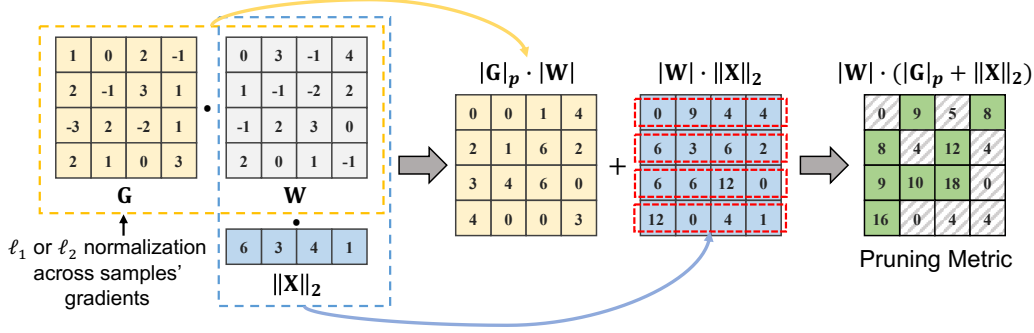 |G|ₚ · |W|
|W| · ‖X‖₂
|W| · (|G|ₚ + ‖X‖₂)
1 0 2 -1
2 -1 3 1
-3 2 -2 1
2 1 0 3
G
·
0 3 -1 4
1 -1 -2 2
-1 2 3 0
2 0 1 -1
W
·
6 3 4 1
‖X‖₂
ℓ₁ or ℓ₂ normalization
across samples'
gradients
0 0 1 4
2 1 6 2
3 4 6 0
4 0 0 3
+
0 9 4 4
6 3 6 2
6 6 12 0
12 0 4 1
0 9 5 8
8 4 12 4
9 10 18 0
16 0 4 4
Pruning Metric